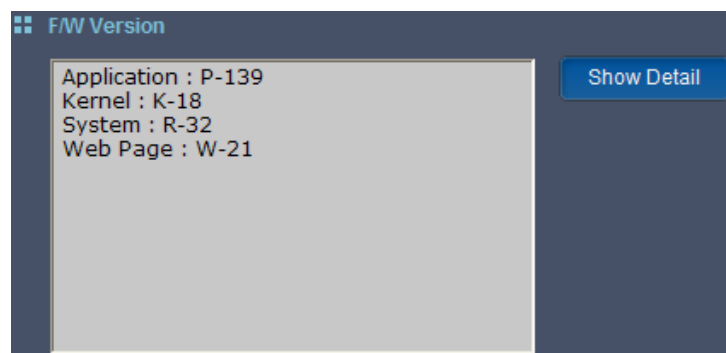 F/W Version
Application : P-139
Show Detail
Kernel : K-18
System : R-32
Web Page : W-21